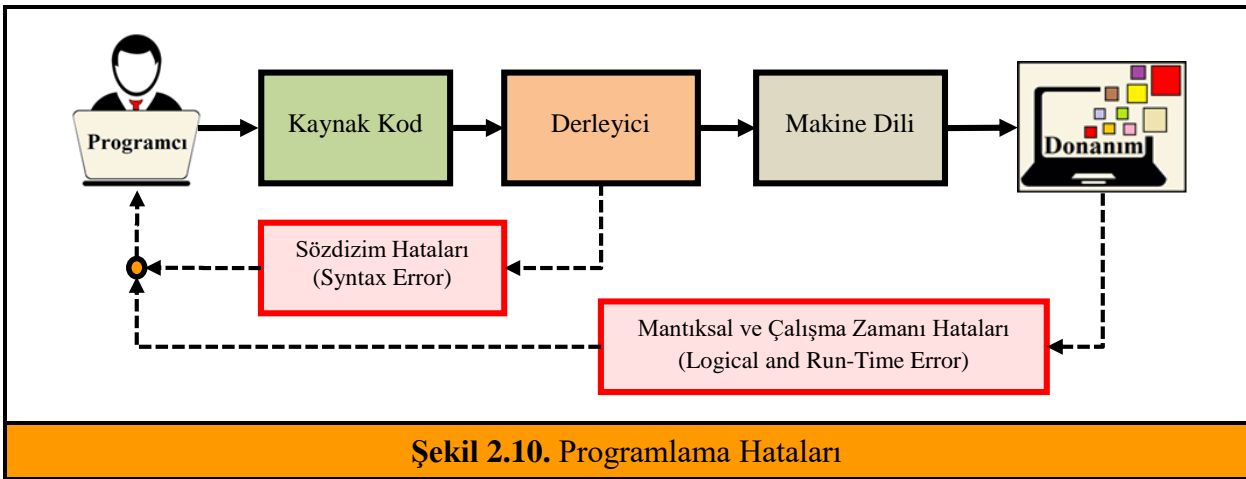 Programcı
Kaynak Kod
Derleyici
Makine Dili
Donanım
Sözdizim Hataları
(Syntax Error)
Mantıksal ve Çalışma Zamanı Hataları
(Logical and Run-Time Error)
Şekil 2.10. Programlama Hataları